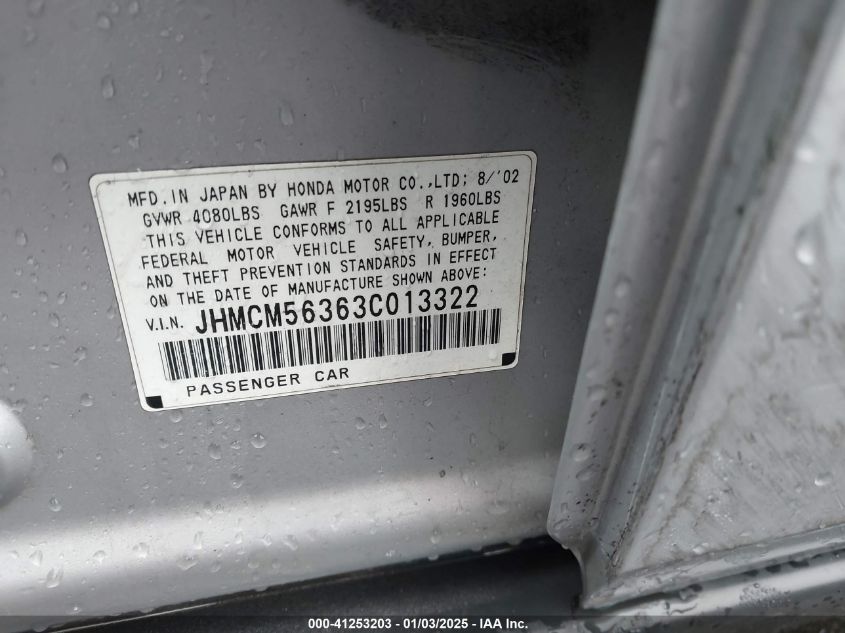 MFD. IN JAPAN BY HONDA MOTOR CO.,LTD; 8/'02
GVWR 4080LBS GAWR F 2195LBS R 1960LBS
THIS VEHICLE CONFORMS TO ALL APPLICABLE
FEDERAL MOTOR VEHICLE SAFETY, BUMPER,
AND THEFT PREVENTION STANDARDS IN EFFECT
ON THE DATE OF MANUFACTURE SHOWN ABOVE:
V.I.N. JHMCM56363C013322
PASSENGER CAR
000-41253203 - 01/03/2025 - IAA Inc.